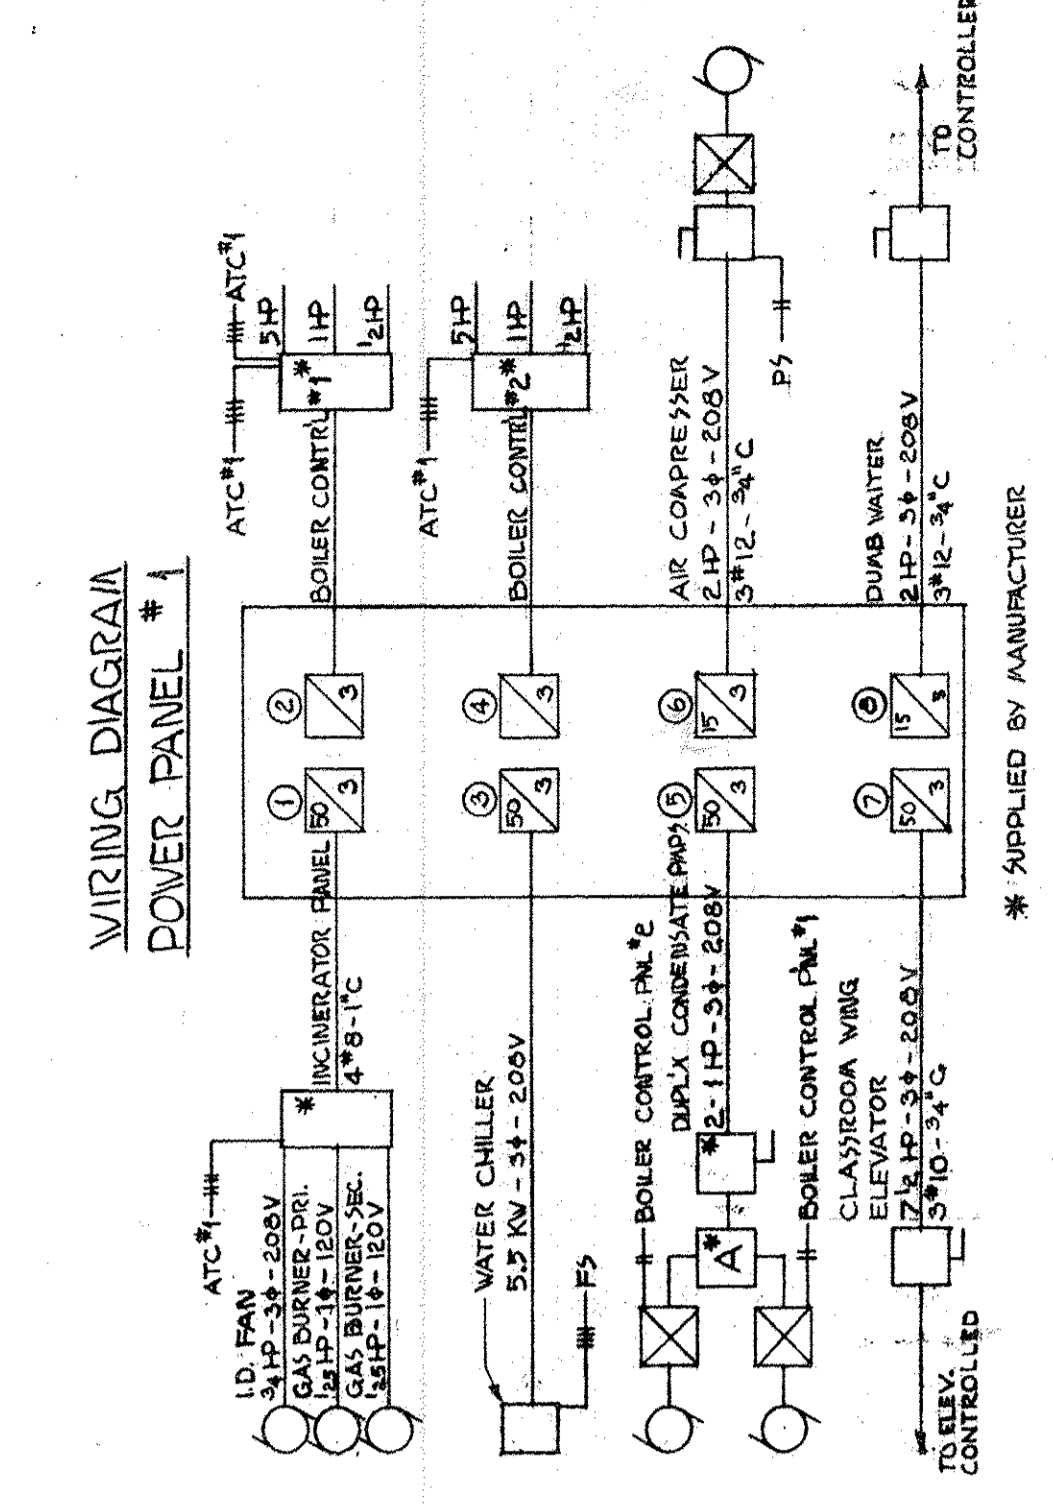 WIRING DIAGRAM
POWER PANEL #1
ATC#1
I.D. FAN
3/4 HP-3φ-208V
GAS BURNER-PRI.
1/25 HP-1φ-120V
GAS BURNER-SEC.
1/25 HP-1φ-120V
*
INCINERATOR PANEL
4#8-1"C
1
50
3
2
3
BOILER CONTR'L #1*
ATC#1
ATC#1
5 HP
1 HP
1/2 HP
WATER CHILLER
5.5 KW-3φ-208V
FS
3
50
3
4
3
BOILER CONTR'L #2*
ATC#1
5 HP
1 HP
1/2 HP
BOILER CONTROL PNL #2
DUPL'X CONDENSATE PMPS
* 2-1 HP-3φ-208V
A*
BOILER CONTROL PNL #1
5
50
3
6
15
3
AIR COMPRESSER
2 HP-3φ-208V
3#12-3/4"C
PS
CLASSROOM WING
ELEVATOR
7 1/2 HP-3φ-208V
3#10-3/4"C
TO ELEV.
CONTROLLED
7
50
3
8
15
3
DUMB WAITER
2 HP-3φ-208V
3#12-3/4"C
TO
CONTROLLER
* SUPPLIED BY MANUFACTURER